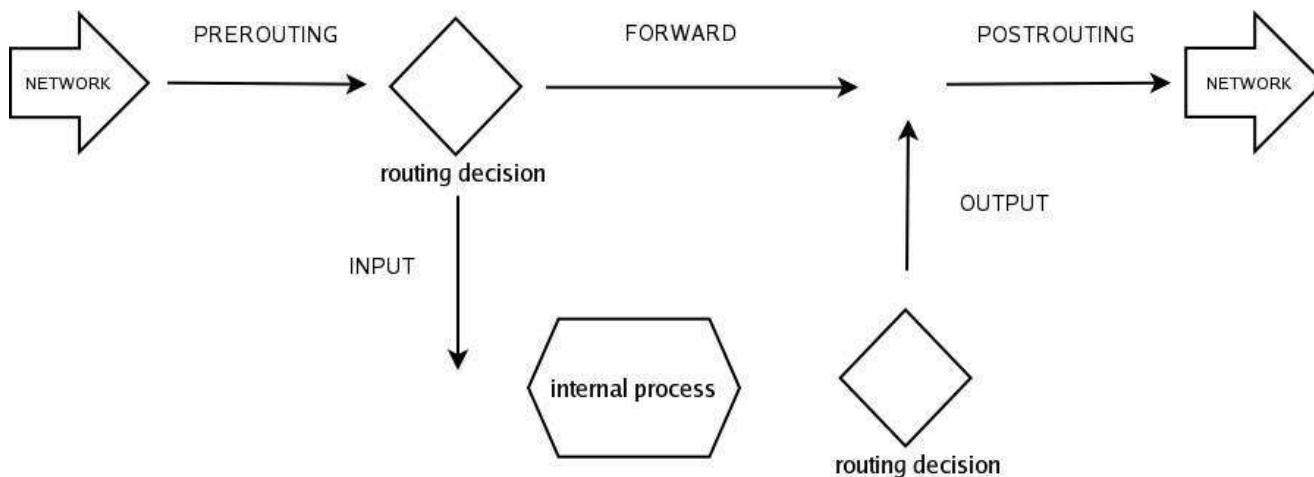 PREROUTING
FORWARD
POSTROUTING
NETWORK
NETWORK
routing decision
OUTPUT
INPUT
internal process
routing decision